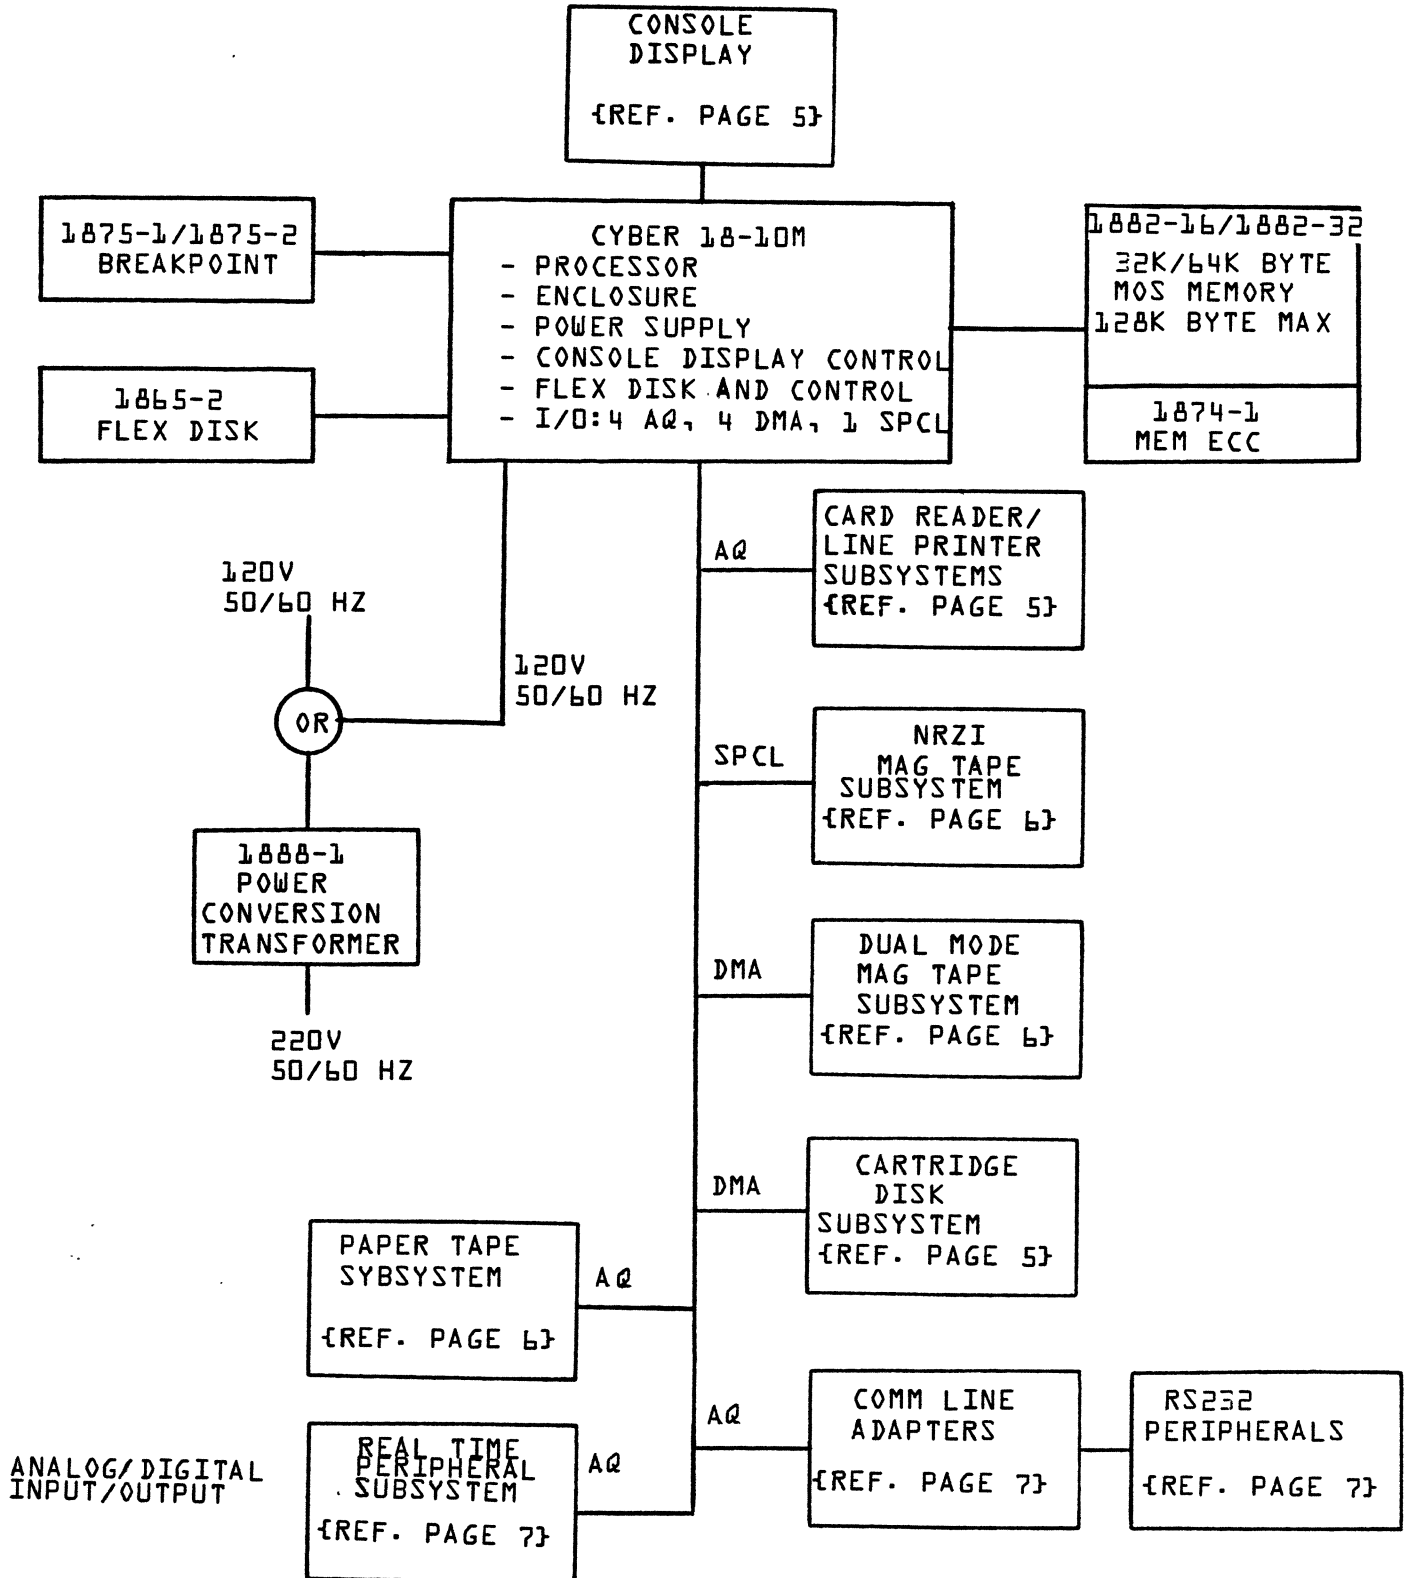 CONSOLE
DISPLAY
{REF. PAGE 5}
1875-1/1875-2
BREAKPOINT
CYBER 18-10M
- PROCESSOR
- ENCLOSURE
- POWER SUPPLY
- CONSOLE DISPLAY CONTROL
- FLEX DISK AND CONTROL
- I/O:4 AQ, 4 DMA, 1 SPCL
1882-16/1882-32
32K/64K BYTE
MOS MEMORY
128K BYTE MAX
1874-1
MEM ECC
1865-2
FLEX DISK
120V
50/60 HZ
OR
120V
50/60 HZ
1888-1
POWER
CONVERSION
TRANSFORMER
220V
50/60 HZ
AQ
CARD READER/
LINE PRINTER
SUBSYSTEMS
{REF. PAGE 5}
SPCL
NRZI
MAG TAPE
SUBSYSTEM
{REF. PAGE 6}
DMA
DUAL MODE
MAG TAPE
SUBSYSTEM
{REF. PAGE 6}
DMA
CARTRIDGE
DISK
SUBSYSTEM
{REF. PAGE 5}
PAPER TAPE
SYBSYSTEM
{REF. PAGE 6}
AQ
AQ
COMM LINE
ADAPTERS
{REF. PAGE 7}
RS232
PERIPHERALS
{REF. PAGE 7}
ANALOG/DIGITAL
INPUT/OUTPUT
REAL TIME
PERIPHERAL
SUBSYSTEM
{REF. PAGE 7}
AQ